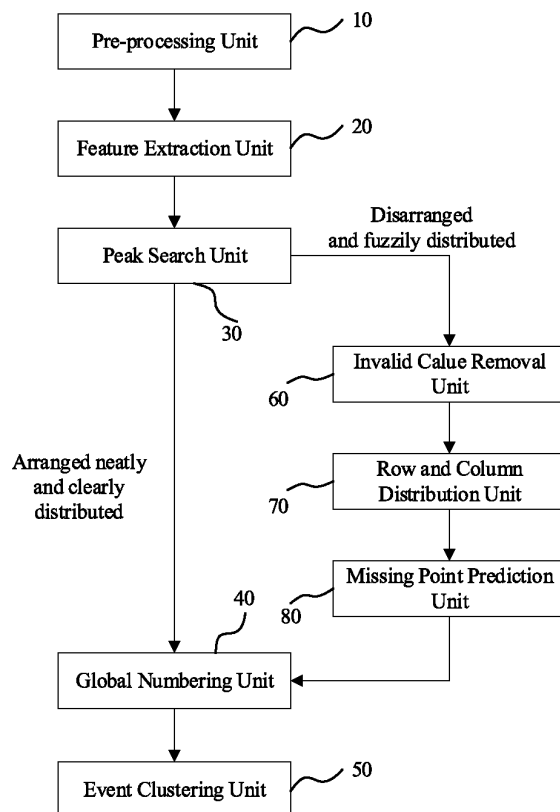 10
Pre-processing Unit
20
Feature Extraction Unit
Disarranged
and fuzzily distributed
Peak Search Unit
30
Invalid Calue Removal
Unit
60
Arranged neatly
and clearly
distributed
Row and Column
Distribution Unit
70
Missing Point Prediction
Unit
80
40
Global Numbering Unit
50
Event Clustering Unit